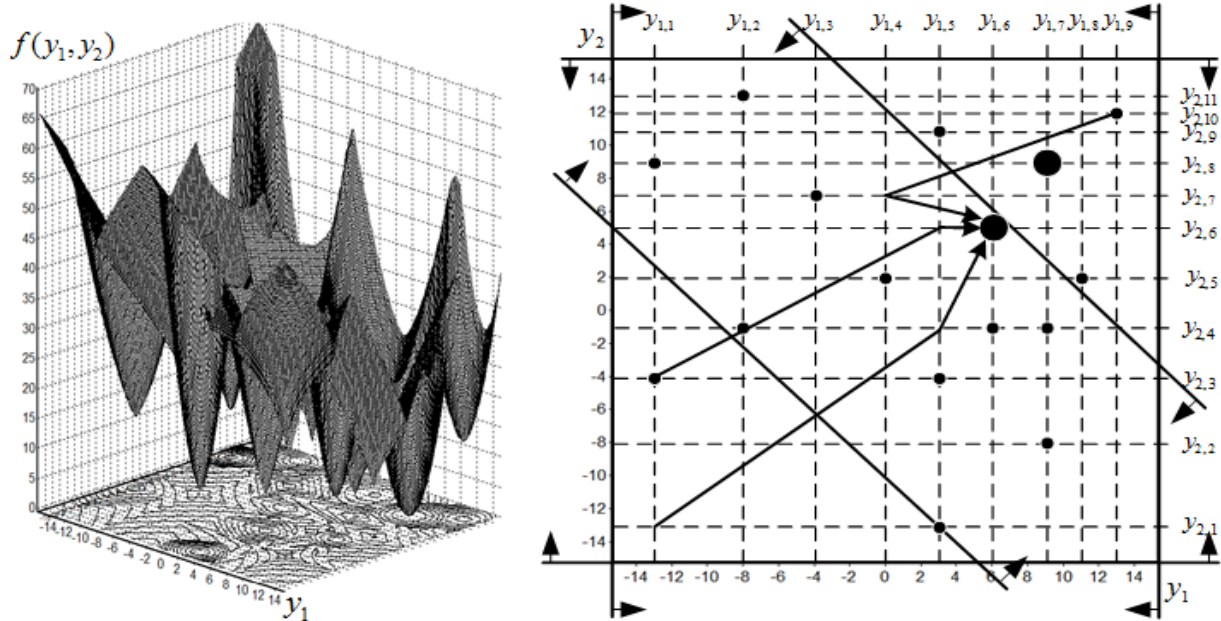 f(y₁,y₂)
70
65
60
55
50
45
40
35
30
25
20
15
10
5
0
-14 -12 -10 -8 -6 -4 -2 0 2 4 6 8 10 12 14
y₁
y₁,₁ y₁,₂ y₁,₃ y₁,₄ y₁,₅ y₁,₆ y₁,₇ y₁,₈ y₁,₉
y₂
14
12
10
8
6
4
2
0
-2
-4
-6
-8
-10
-12
-14
y₂,₁₁
y₂,₁₀
y₂,₉
y₂,₈
y₂,₇
y₂,₆
y₂,₅
y₂,₄
y₂,₃
y₂,₂
y₂,₁
-14 -12 -10 -8 -6 -4 -2 0 2 4 6 8 10 12 14
y₁